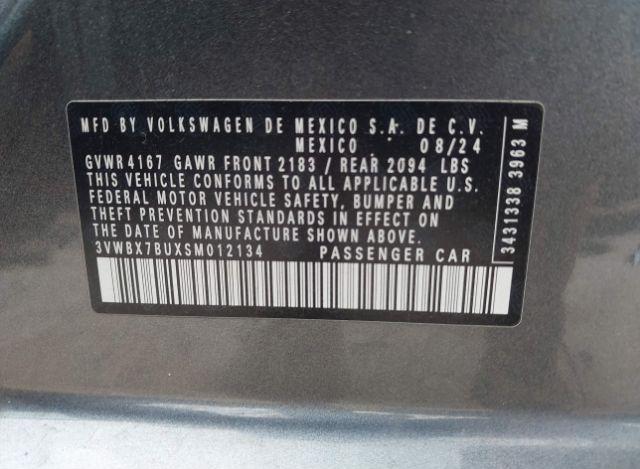 MFD BY VOLKSWAGEN DE MEXICO S.A. DE C.V.
MEXICO 08/24
GVWR 4167 GAWR FRONT 2183 / REAR 2094 LBS
THIS VEHICLE CONFORMS TO ALL APPLICABLE U.S.
FEDERAL MOTOR VEHICLE SAFETY, BUMPER AND
THEFT PREVENTION STANDARDS IN EFFECT ON
THE DATE OF MANUFACTURE SHOWN ABOVE.
3VWBX7BUXSM012134 PASSENGER CAR
3431338 3963 M